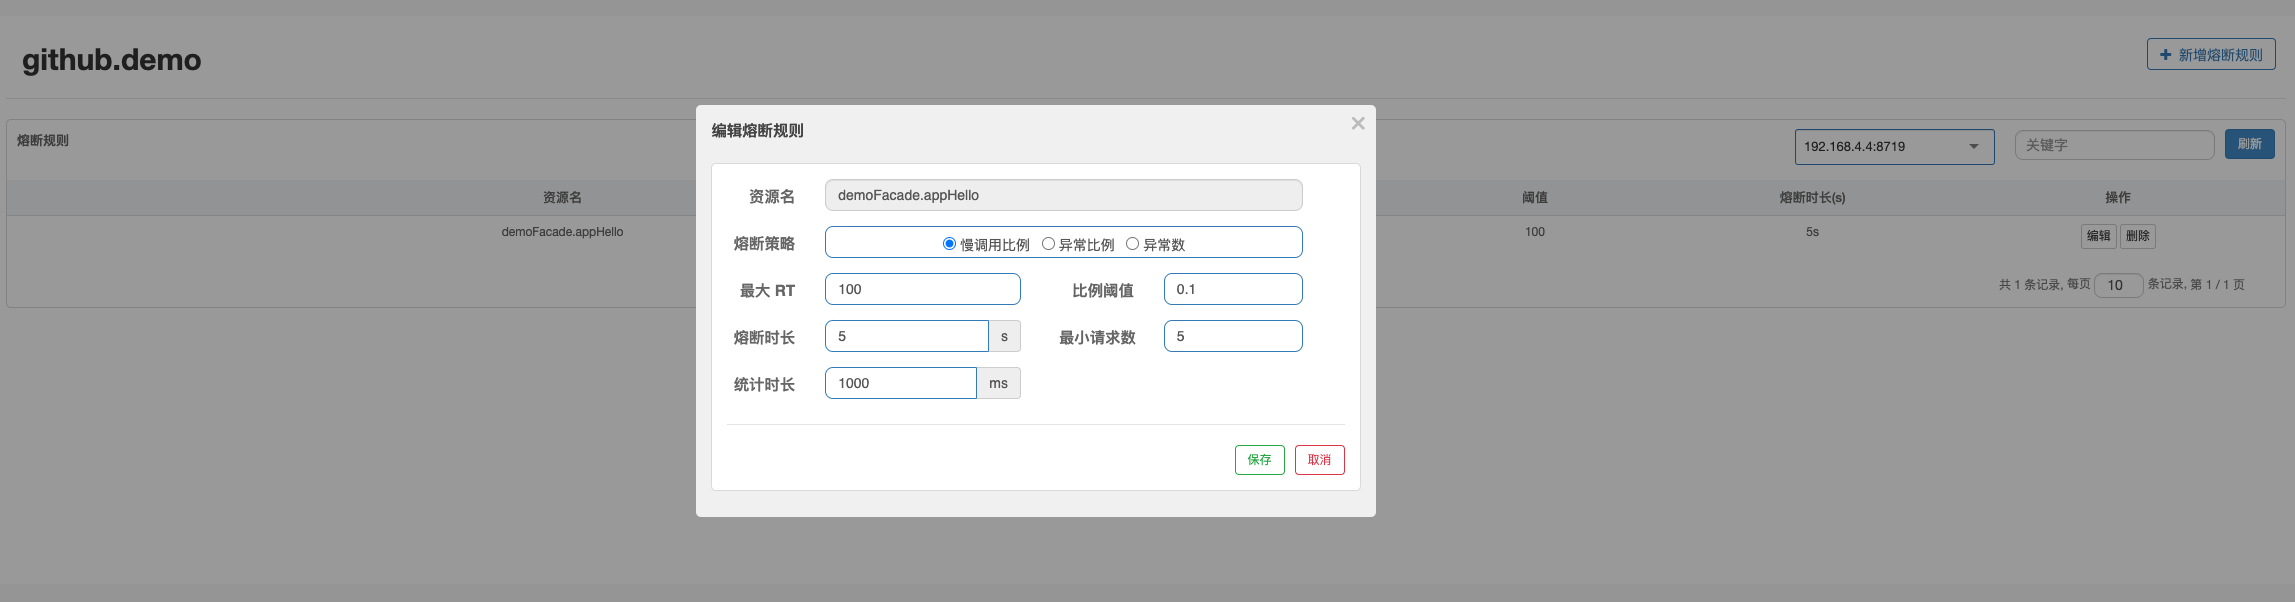 github.demo
+ 新增熔断规则
熔断规则
192.168.4.4:8719
关键字
刷新
资源名
阈值
熔断时长(s)
操作
demoFacade.appHello
100
5s
编辑
删除
共 1 条记录, 每页 10 条记录, 第 1 / 1 页
编辑熔断规则
资源名 demoFacade.appHello
熔断策略 慢调用比例 异常比例 异常数
最大 RT 100 比例阈值 0.1
熔断时长 5 s 最小请求数 5
统计时长 1000 ms
保存 取消